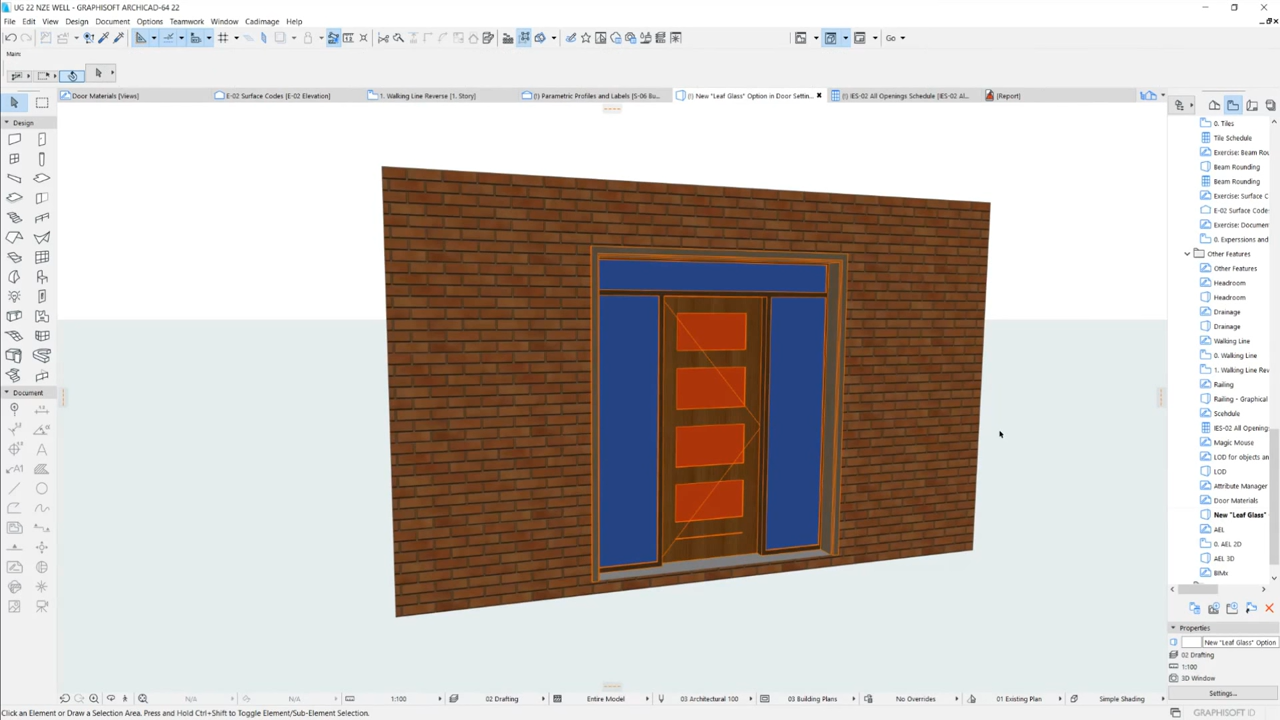 UG 22 NZE WELL - GRAPHISOFT ARCHICAD-64 22
File Edit View Design Document Options Teamwork Window Cadimage Help
Go
Main
Door Materials [Views]
E-02 Surface Codes [E-02 Elevation]
1. Walking Line Reverse [1. Story]
(!) Parametric Profiles and Labels [S-06 Bu...
(!) New "Leaf Glass" Option in Door Settin...
(!) IES-02 All Openings Schedule [IES-02 Al...
[Report]
Design
Document
0. Tiles
Tile Schedule
Exercise: Beam Rou
Beam Rounding
Beam Rounding
Exercise: Surface C
E-02 Surface Codes
Exercise: Documen
0. Experssions and
Other Features
Other Features
Headroom
Headroom
Drainage
Drainage
Walking Line
0. Walking Line
1. Walking Line Rev
Railing
Railing - Graphical
Scehdule
IES-02 All Opening
Magic Mouse
LOD for objects an
LOD
Attribute Manager
Door Materials
New "Leaf Glass"
AEL
0. AEL 2D
AEL 3D
BIMx
Properties
New "Leaf Glass" Option
02 Drafting
1:100
3D Window
Settings...
N/A
N/A
1:100
02 Drafting
Entire Model
03 Architectural 100
03 Building Plans
No Overrides
01 Existing Plan
Simple Shading
Click an Element or Draw a Selection Area. Press and Hold Ctrl+Shift to Toggle Element/Sub-Element Selection.
GRAPHISOFT ID